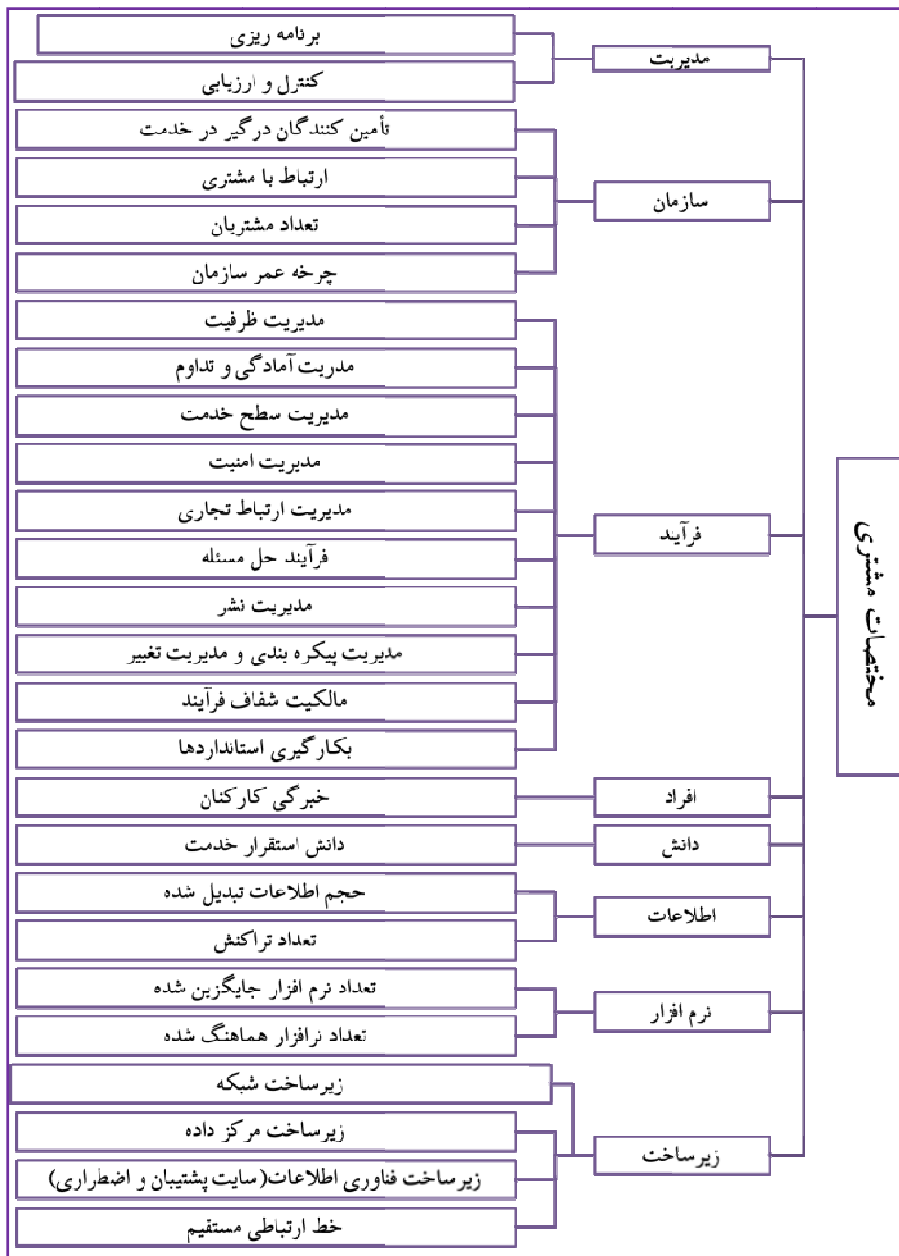 مختصات مشتری
مدیریت
برنامه ریزی
کنترل و ارزیابی
سازمان
تأمین کنندگان درگیر در خدمت
ارتباط با مشتری
تعداد مشتریان
چرخه عمر سازمان
فرآیند
مدیریت ظرفیت
مدریت آمادگی و تداوم
مدیریت سطح خدمت
مدیریت امنیت
مدیریت ارتباط تجاری
فرآیند حل مسئله
مدیریت نشر
مدیریت پیکره بندی و مدیریت تغییر
مالکیت شفاف فرآیند
بکارگیری استانداردها
افراد
خبرگی کارکنان
دانش
دانش استقرار خدمت
اطلاعات
حجم اطلاعات تبدیل شده
تعداد تراکنش
نرم افزار
تعداد نرم افزار جایگزین شده
تعداد نرافزار هماهنگ شده
زیرساخت
زیرساخت شبکه
زیرساخت مرکز داده
زیرساخت فناوری اطلاعات(سایت پشتیبان و اضطراری)
خط ارتباطی مستقیم